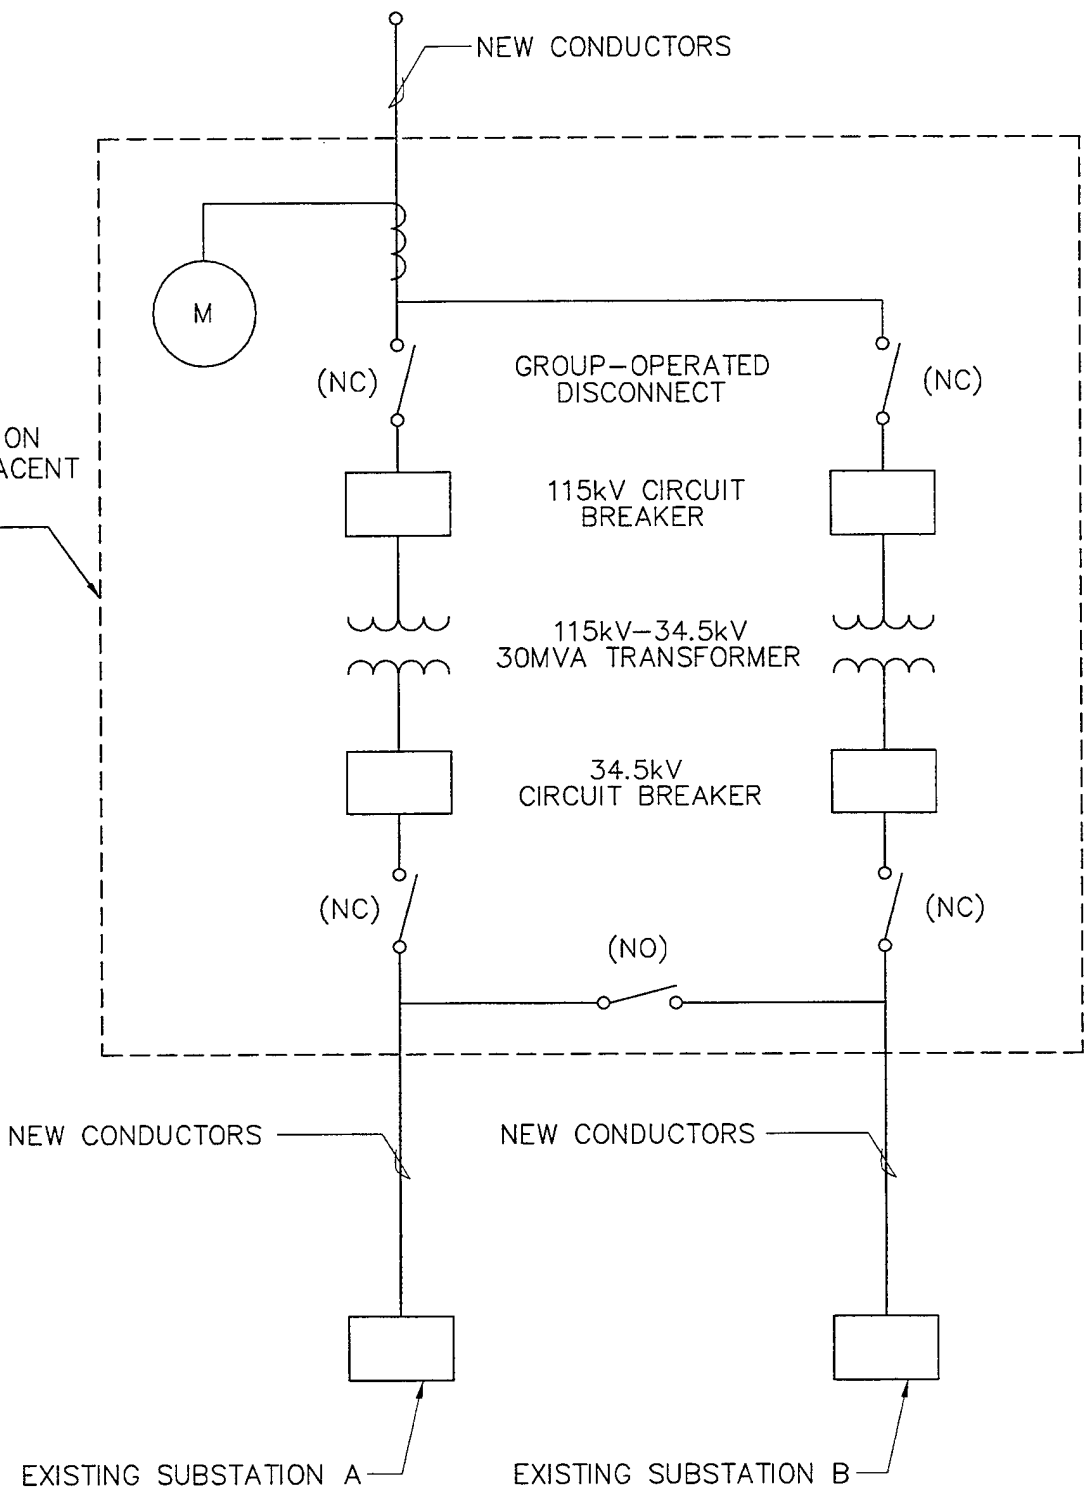 NEW CONDUCTORS
M
(NC)
GROUP-OPERATED
DISCONNECT
(NC)
ON
115kV CIRCUIT
BREAKER
115kV-34.5kV
30MVA TRANSFORMER
34.5kV
CIRCUIT BREAKER
(NC)
(NC)
(NO)
NEW CONDUCTORS
NEW CONDUCTORS
EXISTING SUBSTATION A
EXISTING SUBSTATION B